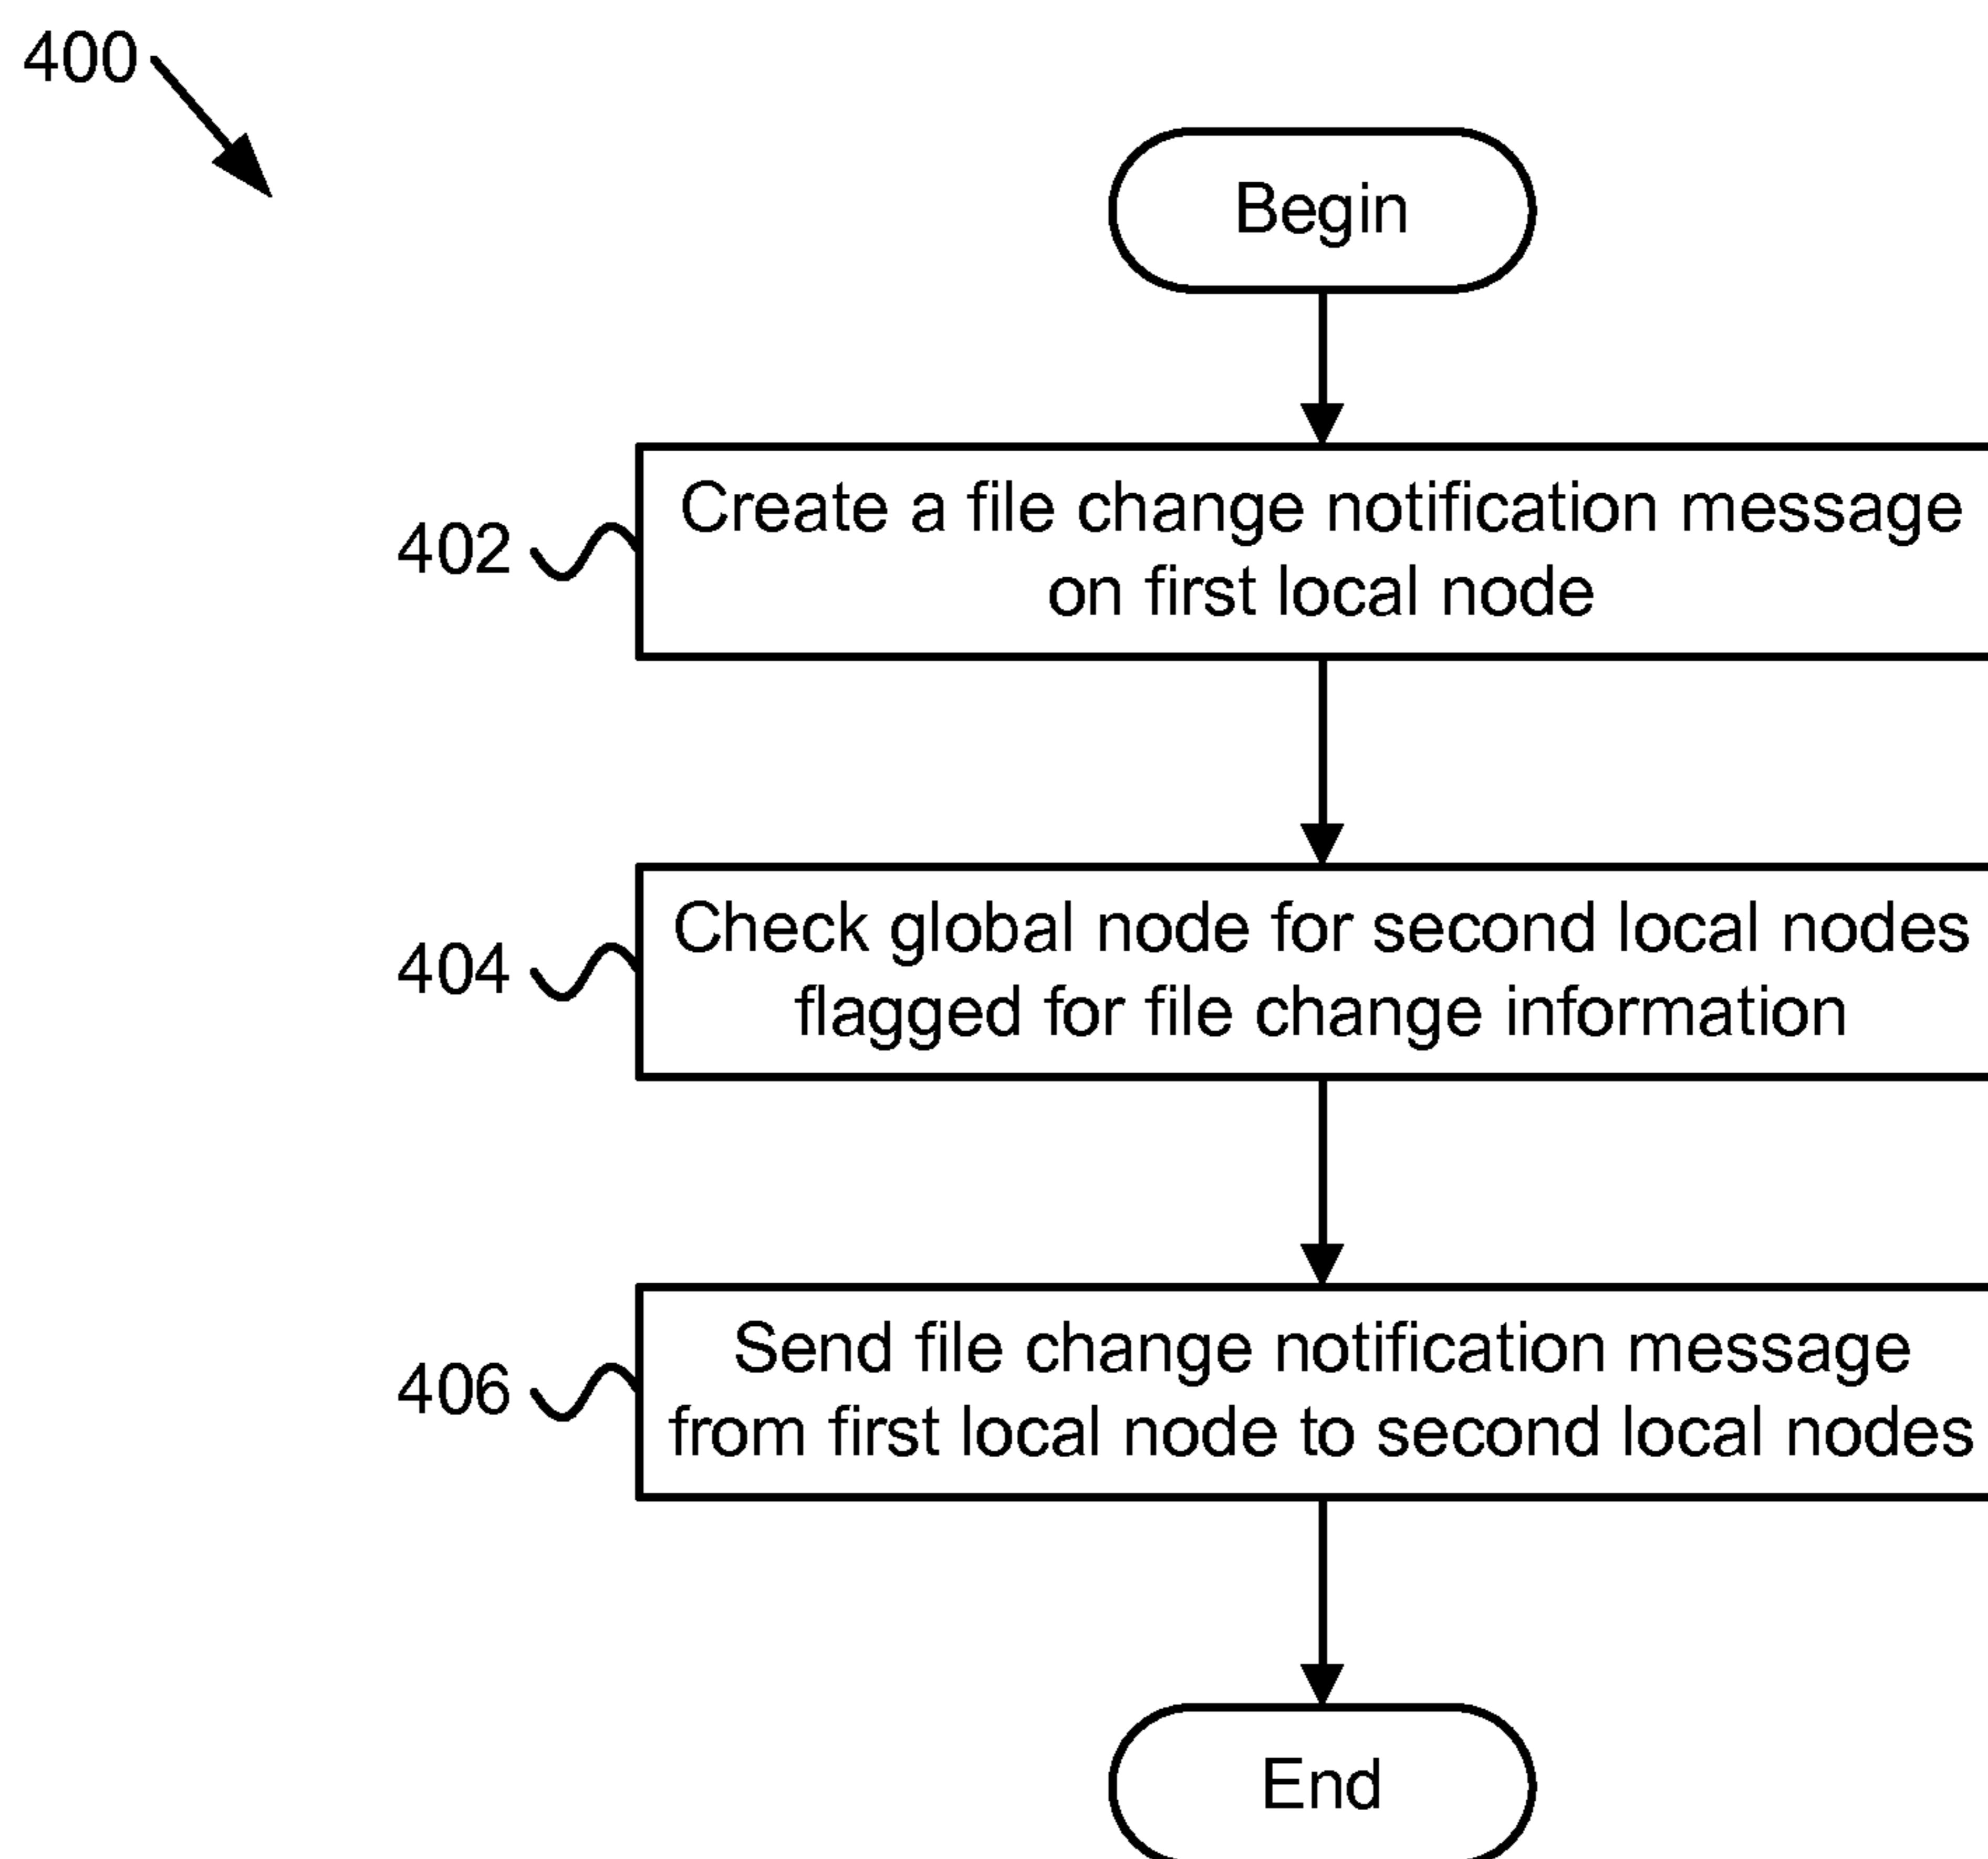 400
Begin
402
Create a file change notification message
on first local node
404
Check global node for second local nodes
flagged for file change information
406
Send file change notification message
from first local node to second local nodes
End